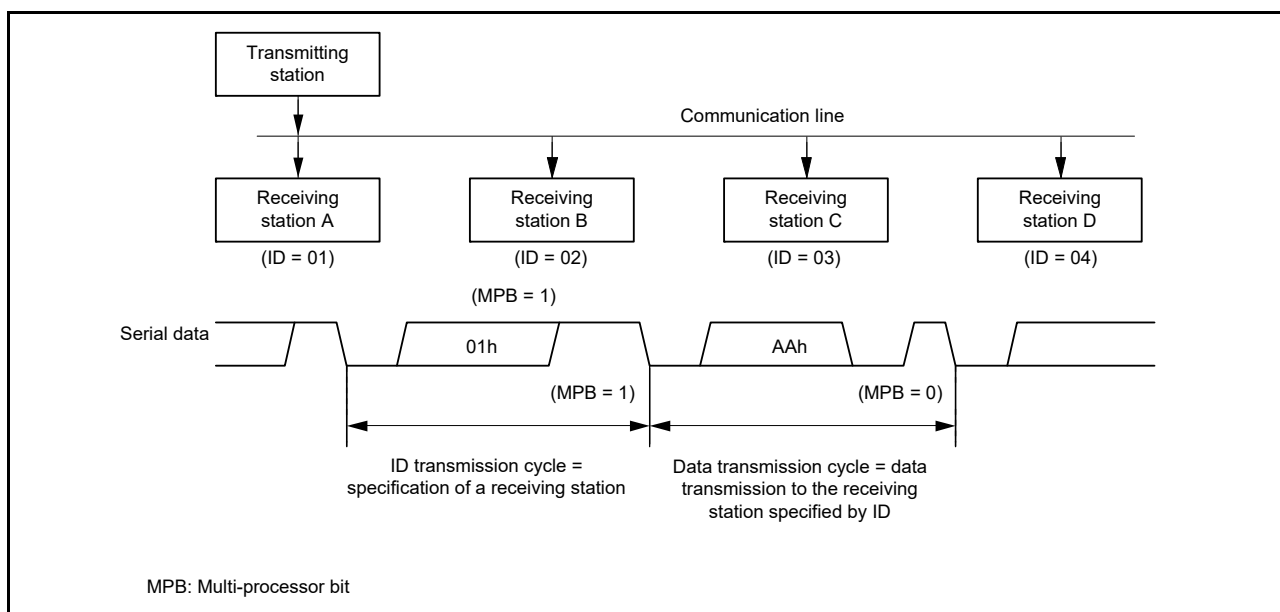 Transmitting
station
Communication line
Receiving
station A
(ID = 01)
Receiving
station B
(ID = 02)
Receiving
station C
(ID = 03)
Receiving
station D
(ID = 04)
(MPB = 1)
Serial data
01h
AAh
(MPB = 1)
(MPB = 0)
ID transmission cycle =
specification of a receiving station
Data transmission cycle = data
transmission to the receiving
station specified by ID
MPB: Multi-processor bit